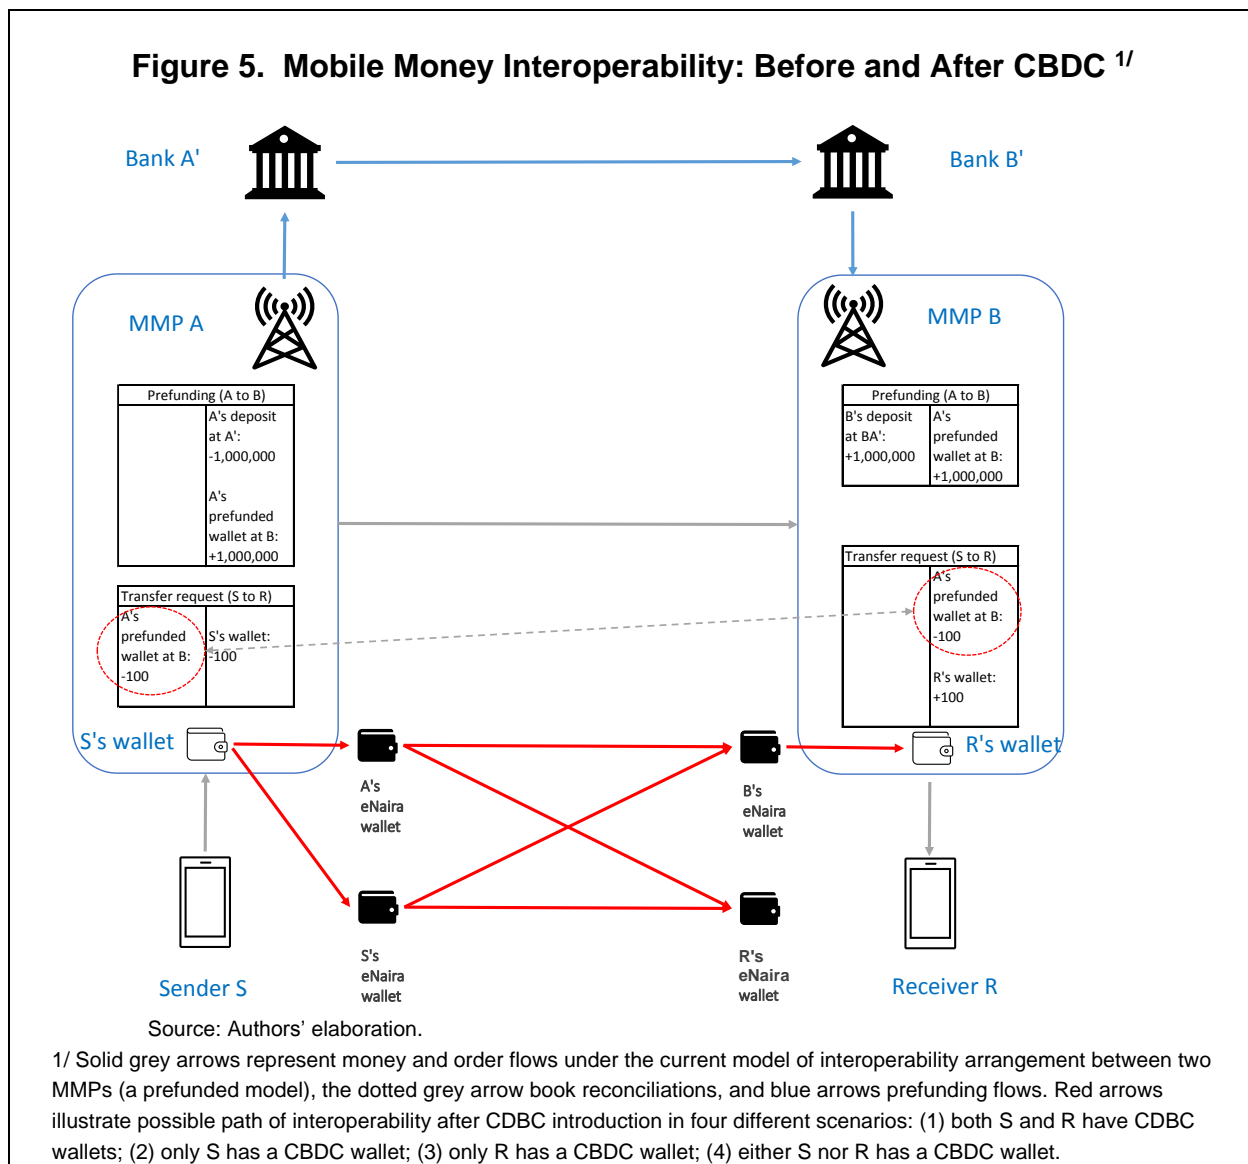 Figure 5.  Mobile Money Interoperability: Before and After CBDC 1/
Bank A'
Bank B'
MMP A
MMP B
Prefunding (A to B)
A's deposit
at A':
-1,000,000
A's
prefunded
wallet at B:
+1,000,000
Prefunding (A to B)
B's deposit
at BA':
+1,000,000
A's
prefunded
wallet at B:
+1,000,000
Transfer request (S to R)
A's
prefunded
wallet at B:
-100
S's wallet:
-100
Transfer request (S to R)
A's
prefunded
wallet at B:
-100
R's wallet:
+100
S's wallet
R's wallet
A's
eNaira
wallet
B's
eNaira
wallet
S's
eNaira
wallet
R's
eNaira
wallet
Sender S
Receiver R
Source: Authors' elaboration.
1/ Solid grey arrows represent money and order flows under the current model of interoperability arrangement between two
MMPs (a prefunded model), the dotted grey arrow book reconciliations, and blue arrows prefunding flows. Red arrows
illustrate possible path of interoperability after CDBC introduction in four different scenarios: (1) both S and R have CDBC
wallets; (2) only S has a CBDC wallet; (3) only R has a CBDC wallet; (4) either S nor R has a CBDC wallet.